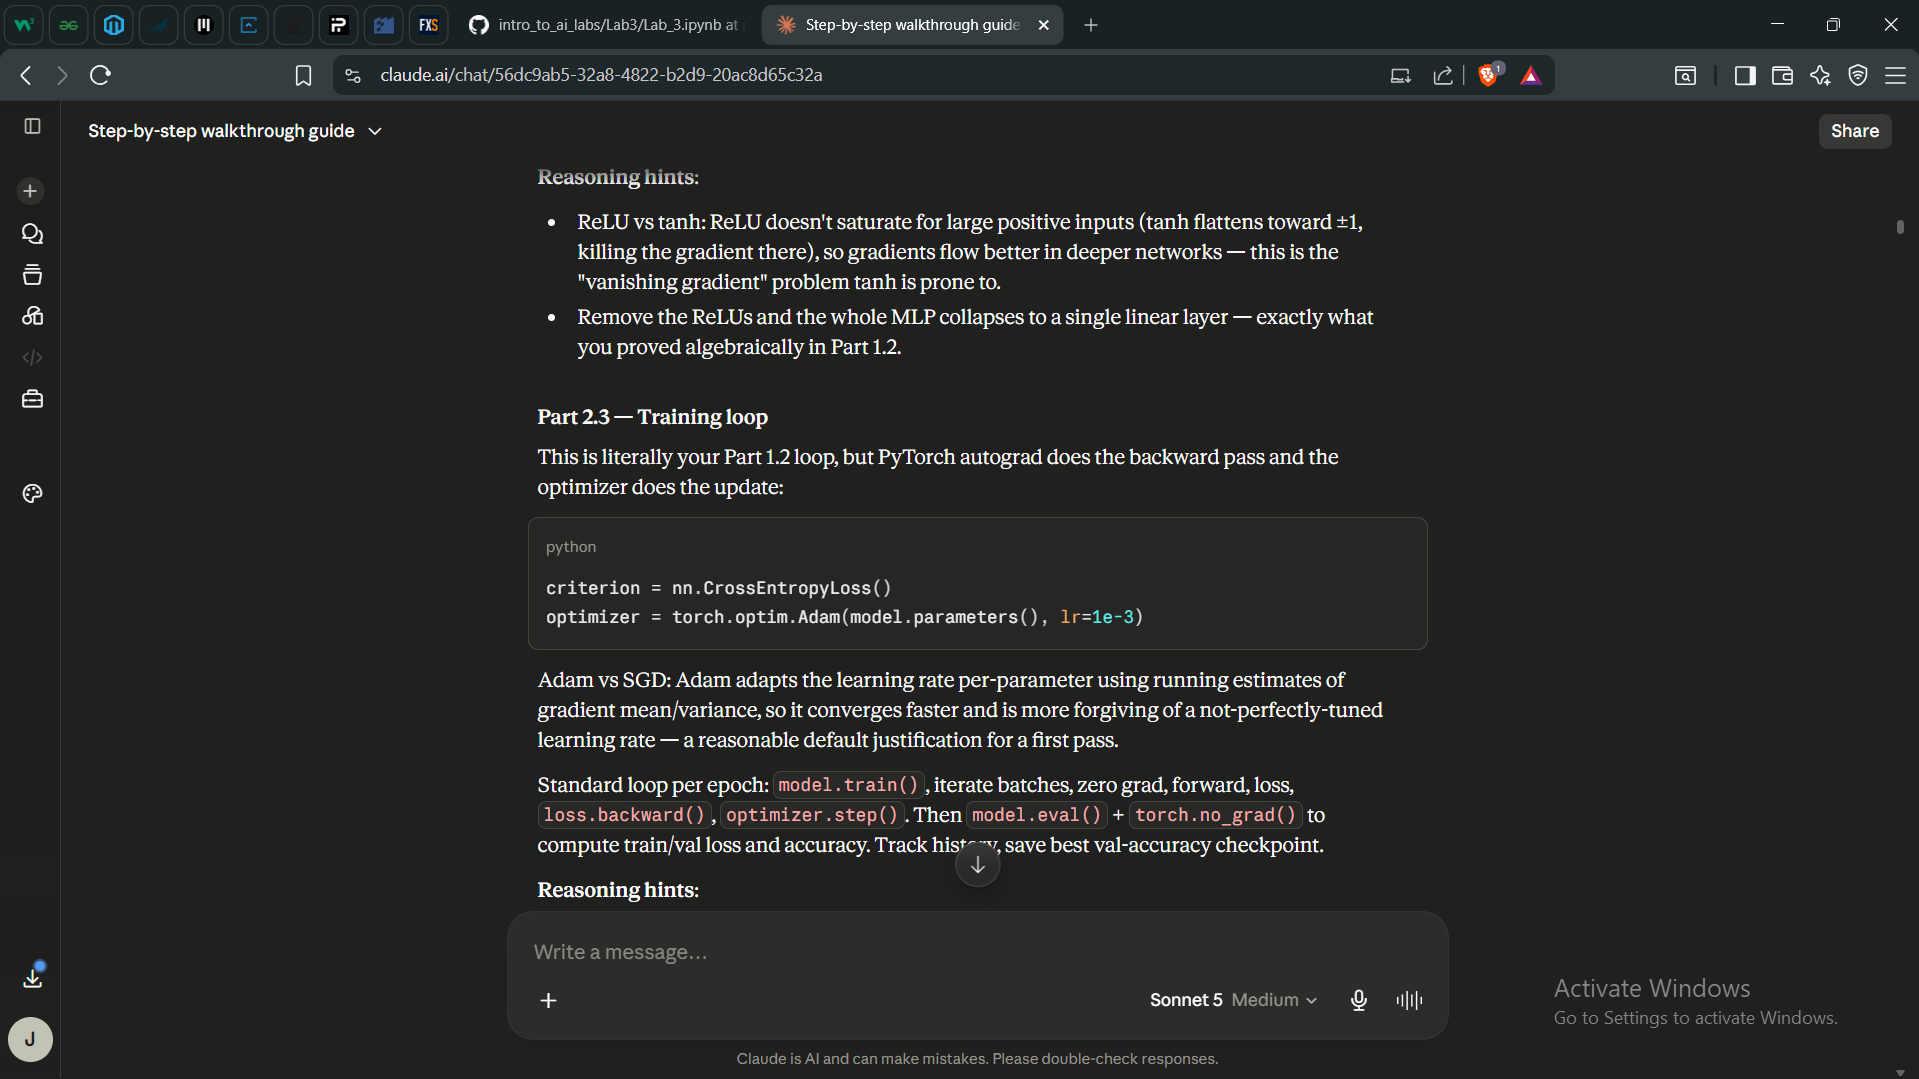 FXS
intro_to_ai_labs/Lab3/Lab_3.ipynb at
Step-by-step walkthrough guide
claude.ai/chat/56dc9ab5-32a8-4822-b2d9-20ac8d65c32a
1
Step-by-step walkthrough guide
Share
Reasoning hints:
• ReLU vs tanh: ReLU doesn't saturate for large positive inputs (tanh flattens toward ±1,
killing the gradient there), so gradients flow better in deeper networks — this is the
"vanishing gradient" problem tanh is prone to.
• Remove the ReLUs and the whole MLP collapses to a single linear layer — exactly what
you proved algebraically in Part 1.2.
Part 2.3 — Training loop
This is literally your Part 1.2 loop, but PyTorch autograd does the backward pass and the
optimizer does the update:
python
criterion = nn.CrossEntropyLoss()
optimizer = torch.optim.Adam(model.parameters(), lr=1e-3)
Adam vs SGD: Adam adapts the learning rate per-parameter using running estimates of
gradient mean/variance, so it converges faster and is more forgiving of a not-perfectly-tuned
learning rate — a reasonable default justification for a first pass.
Standard loop per epoch: model.train(), iterate batches, zero grad, forward, loss,
loss.backward(), optimizer.step(). Then model.eval() + torch.no_grad() to
compute train/val loss and accuracy. Track history, save best val-accuracy checkpoint.
Reasoning hints:
Write a message...
Sonnet 5 Medium
Activate Windows
Go to Settings to activate Windows.
J
Claude is AI and can make mistakes. Please double-check responses.